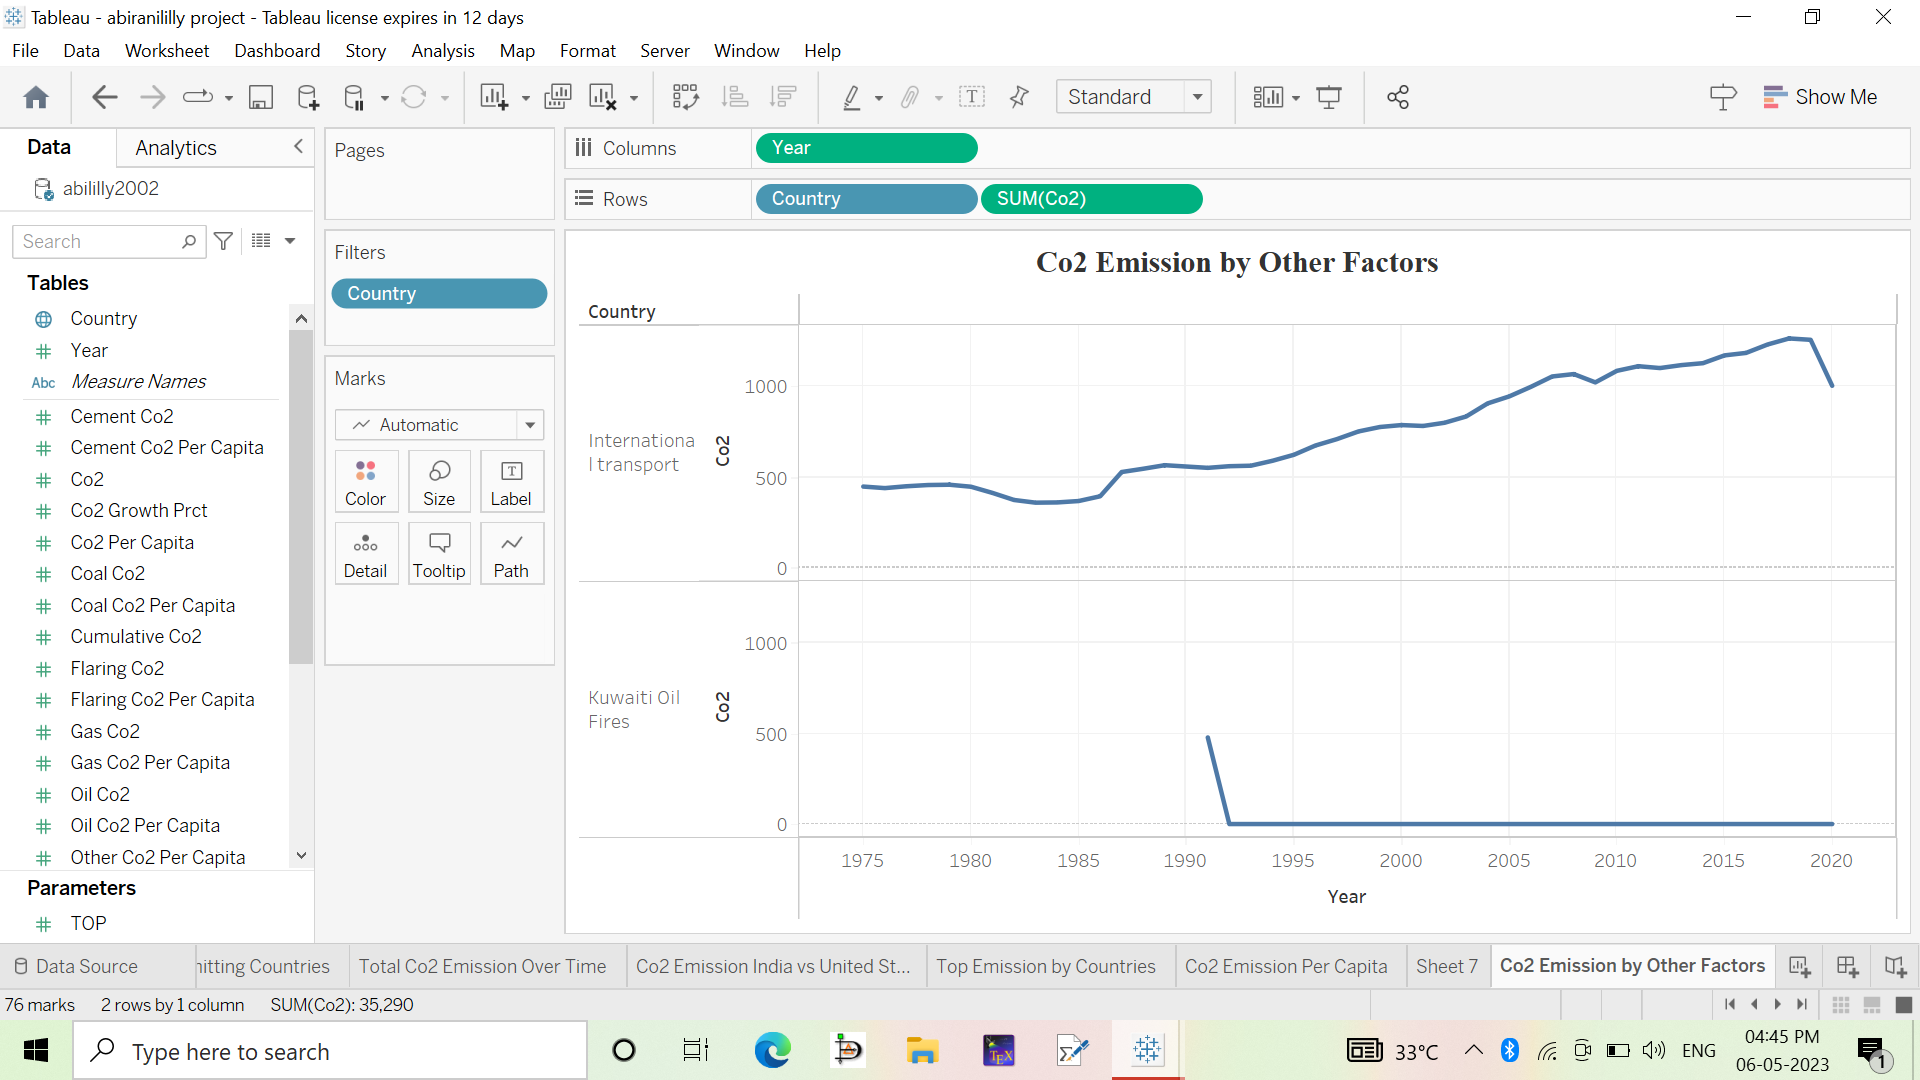 Tableau - abiranililly project - Tableau license expires in 12 days
File Data Worksheet Dashboard Story Analysis Map Format Server Window Help
Standard
Show Me
Data
Analytics
abililly2002
Search
Tables
Country
Year
Abc Measure Names
Cement Co2
Cement Co2 Per Capita
Co2
Co2 Growth Prct
Co2 Per Capita
Coal Co2
Coal Co2 Per Capita
Cumulative Co2
Flaring Co2
Flaring Co2 Per Capita
Gas Co2
Gas Co2 Per Capita
Oil Co2
Oil Co2 Per Capita
Other Co2 Per Capita
Parameters
TOP
Pages
Filters
Country
Marks
Automatic
Color Size Label
Detail Tooltip Path
Columns Year
Rows Country SUM(Co2)
Co2 Emission by Other Factors
Country
Internationa
l transport
Co2
1000
500
0
Kuwaiti Oil
Fires
Co2
1000
500
0
1975 1980 1985 1990 1995 2000 2005 2010 2015 2020
Year
Data Source
itting Countries
Total Co2 Emission Over Time
Co2 Emission India vs United St...
Top Emission by Countries
Co2 Emission Per Capita
Sheet 7
Co2 Emission by Other Factors
76 marks 2 rows by 1 column SUM(Co2): 35,290
Type here to search
TEX
33°C
ENG
04:45 PM
06-05-2023
1